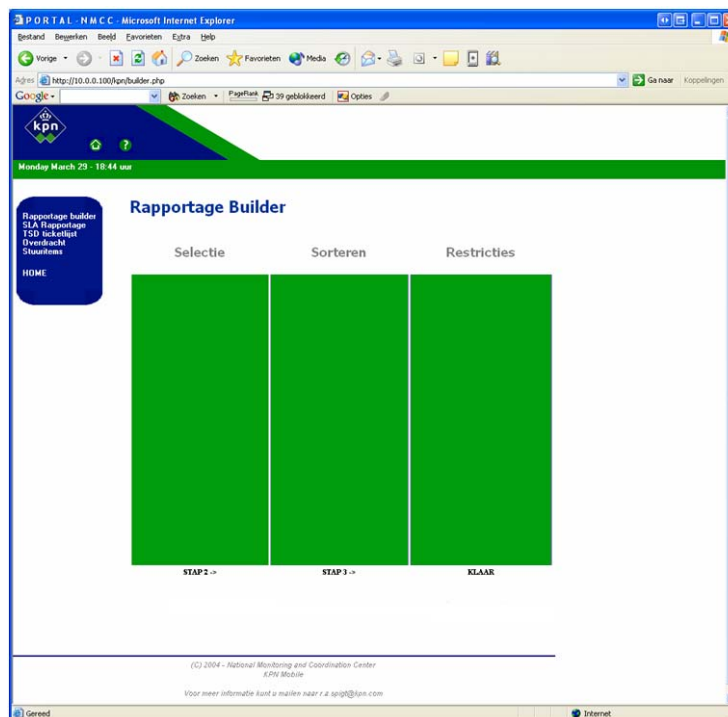 P O R T A L - N M C C - Microsoft Internet Explorer
Bestand Bewerken Beeld Favorieten Extra Help
Vorige Zoeken Favorieten Media
Adres http://10.0.0.100/kpn/builder.php Ga naar Koppelingen
Google Zoeken PageRank 39 geblokkeerd Opties
kpn
?
Monday March 29 - 18:44 uur
Rapportage builder
SLA Rapportage
TSD ticketlijst
Overdracht
Stuuritems
HOME
Rapportage Builder
Selectie Sorteren Restricties
STAP 2 -> STAP 3 -> KLAAR
(C) 2004 - National Monitoring and Coordination Center
KPN Mobile
Voor meer informatie kunt u mailen naar r.a.spigt@kpn.com
Gereed Internet